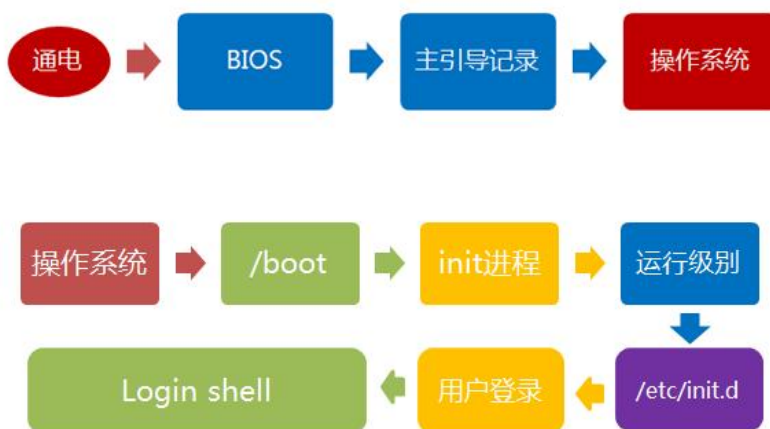 通电
BIOS
主引导记录
操作系统
操作系统
/boot
init进程
运行级别
Login shell
用户登录
/etc/init.d